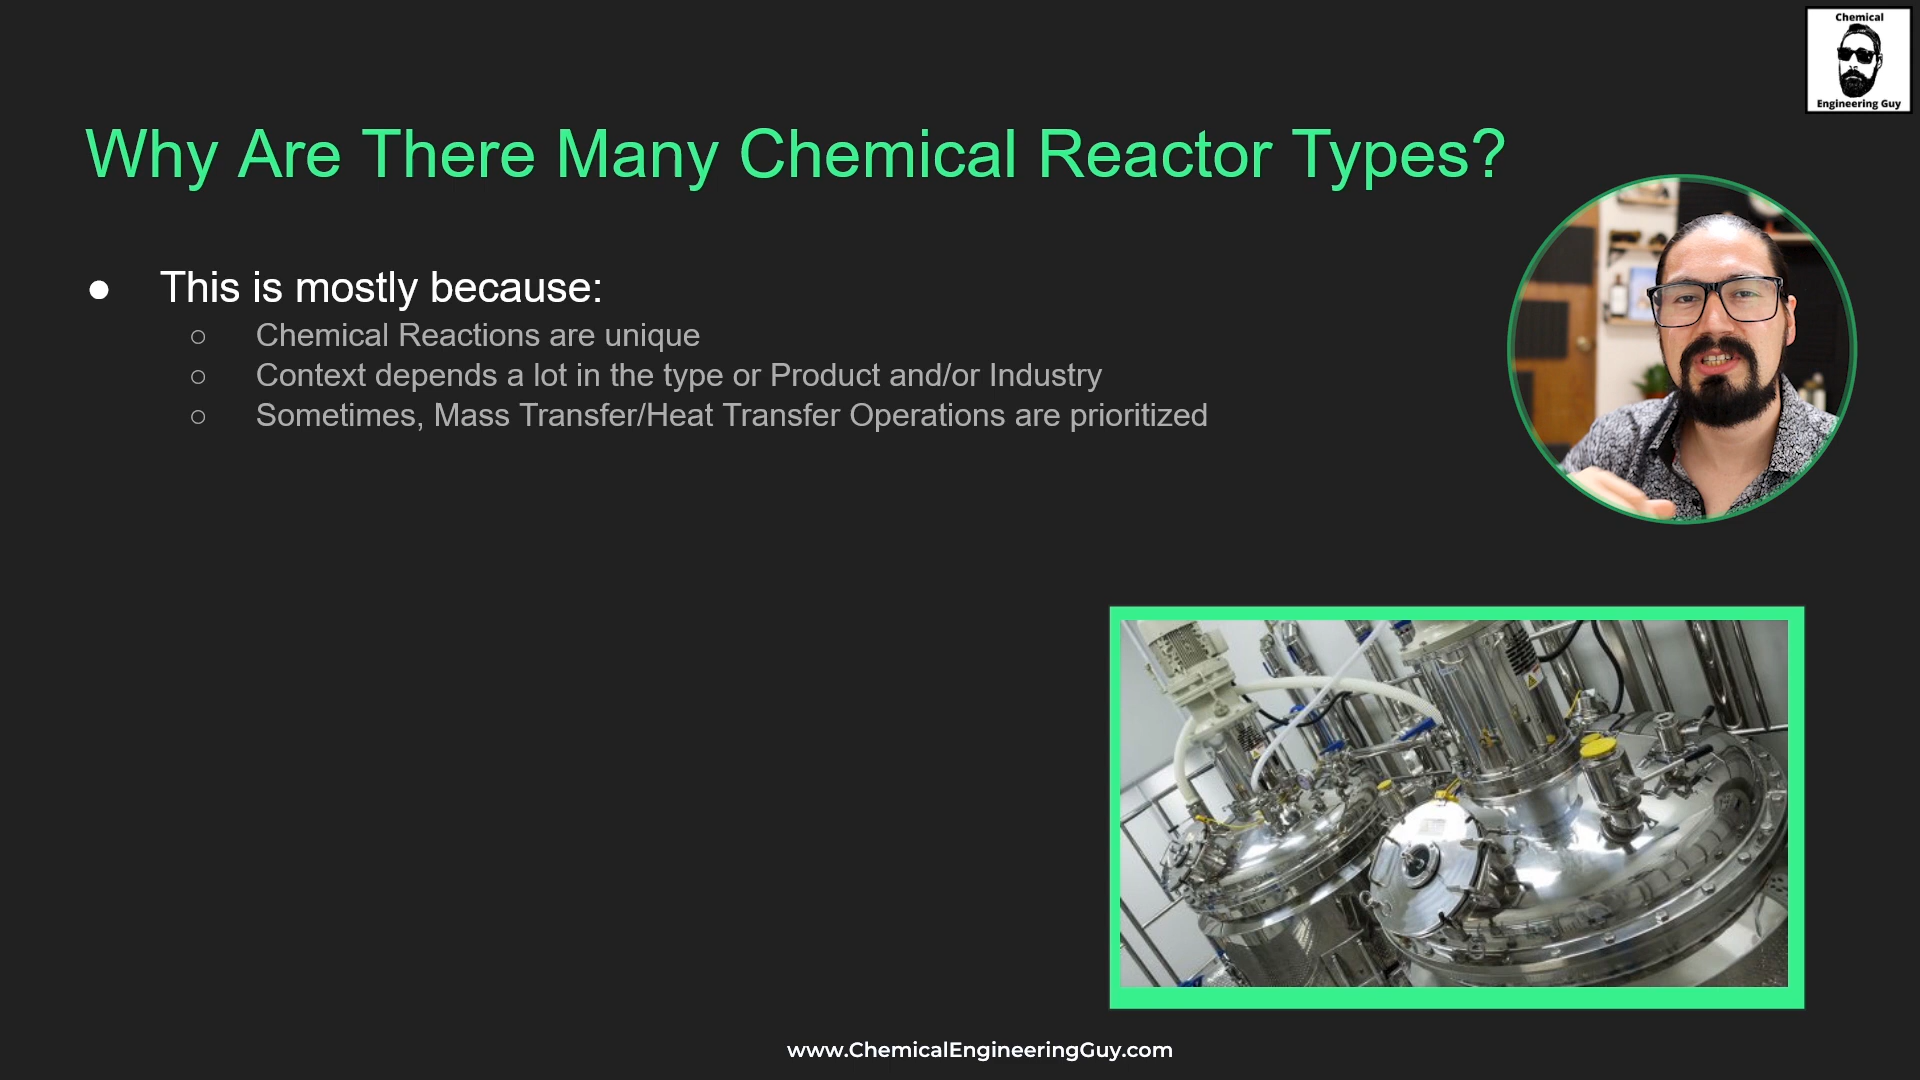 Chemical
Engineering Guy
Why Are There Many Chemical Reactor Types?
● This is mostly because:
○ Chemical Reactions are unique
○ Context depends a lot in the type or Product and/or Industry
○ Sometimes, Mass Transfer/Heat Transfer Operations are prioritized
www.ChemicalEngineeringGuy.com